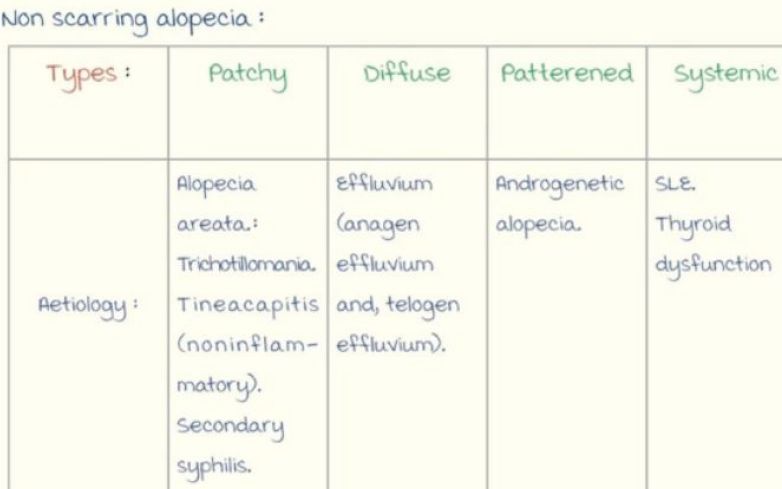 Non scarring alopecia :
Types :
Patchy
Diffuse
Patterened
Systemic
Aetiology :
Alopecia
areata.:
Trichotillomania.
Tineacapitis
(noninflam-
matory).
Secondary
syphilis.
Effluvium
(anagen
effluvium
and, telogen
effluvium).
Androgenetic
alopecia.
SLE.
Thyroid
dysfunction